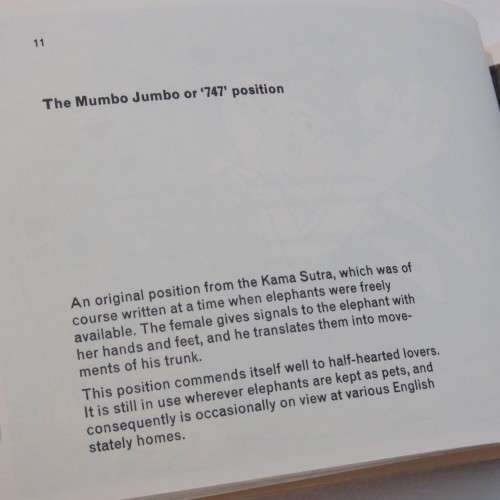 11
The Mumbo Jumbo or '747' position
An original position from the Kama Sutra, which was of
course written at a time when elephants were freely
available. The female gives signals to the elephant with
her hands and feet, and he translates them into move-
ments of his trunk.
This position commends itself well to half-hearted lovers.
It is still in use wherever elephants are kept as pets, and
consequently is occasionally on view at various English
stately homes.